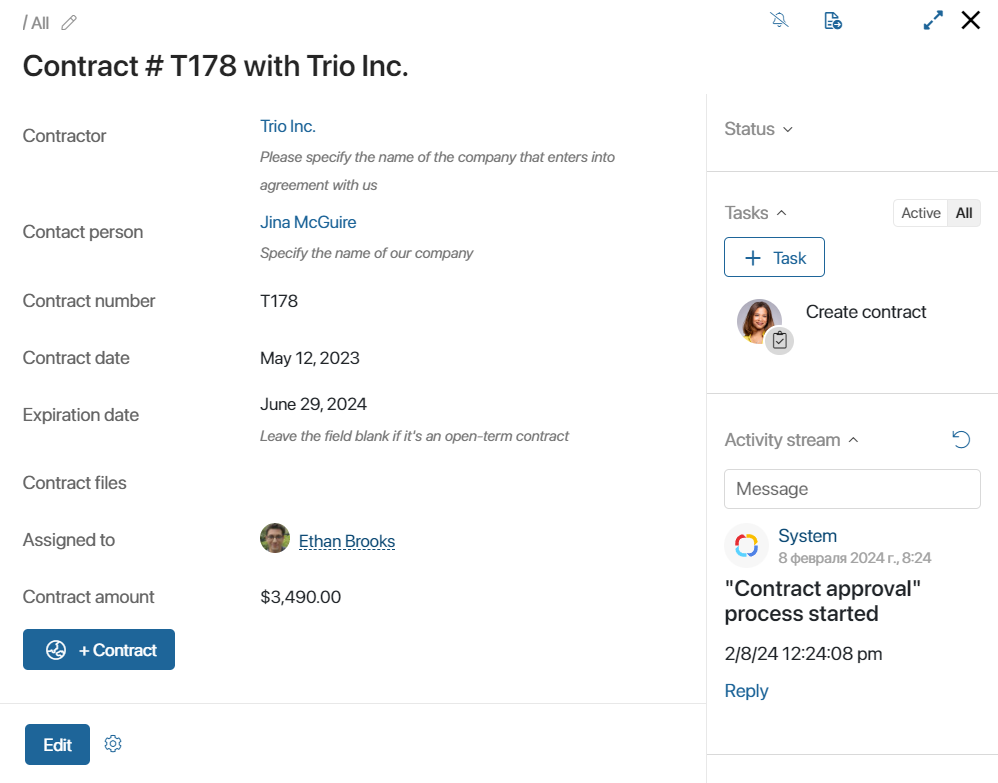 / All
Contract # T178 with Trio Inc.
Contractor
Trio Inc.
Please specify the name of the company that enters into
agreement with us
Contact person
Jina McGuire
Specify the name of our company
Contract number
T178
Contract date
May 12, 2023
Expiration date
June 29, 2024
Leave the field blank if it's an open-term contract
Contract files
Assigned to
Ethan Brooks
Contract amount
$3,490.00
+ Contract
Edit
Status
Tasks
Active All
+ Task
Create contract
Activity stream
Message
System
8 февраля 2024 г., 8:24
"Contract approval"
process started
2/8/24 12:24:08 pm
Reply